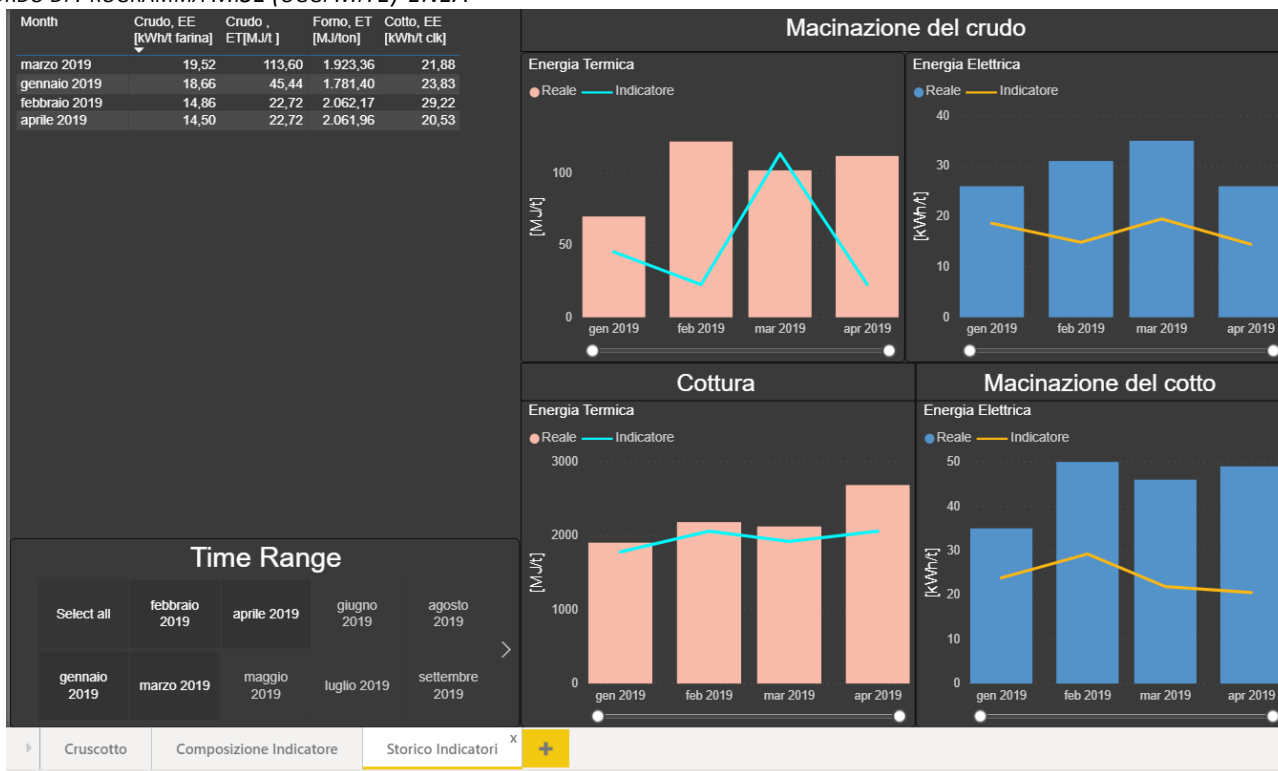 DI PROGRAMMA MISE (OGGI MITE)-ENEA
Month Crudo, EE [kWh/t farina] Crudo , ET[MJ/t ] Forno, ET [MJ/ton] Cotto, EE [kWh/t clk]
marzo 2019 19,52 113,60 1.923,36 21,88
gennaio 2019 18,66 45,44 1.781,40 23,83
febbraio 2019 14,86 22,72 2.062,17 29,22
aprile 2019 14,50 22,72 2.061,96 20,53
Macinazione del crudo
Energia Termica
Reale Indicatore
100
50
0
[MJ/t]
gen 2019 feb 2019 mar 2019 apr 2019
Energia Elettrica
Reale Indicatore
40
30
20
10
0
[kWh/t]
gen 2019 feb 2019 mar 2019 apr 2019
Cottura
Energia Termica
Reale Indicatore
3000
2000
1000
0
[MJ/t]
gen 2019 feb 2019 mar 2019 apr 2019
Macinazione del cotto
Energia Elettrica
Reale Indicatore
50
40
30
20
10
0
[kWh/t]
gen 2019 feb 2019 mar 2019 apr 2019
Time Range
Select all febbraio 2019 aprile 2019 giugno 2019 agosto 2019
gennaio 2019 marzo 2019 maggio 2019 luglio 2019 settembre 2019
Cruscotto Composizione Indicatore Storico Indicatori x +